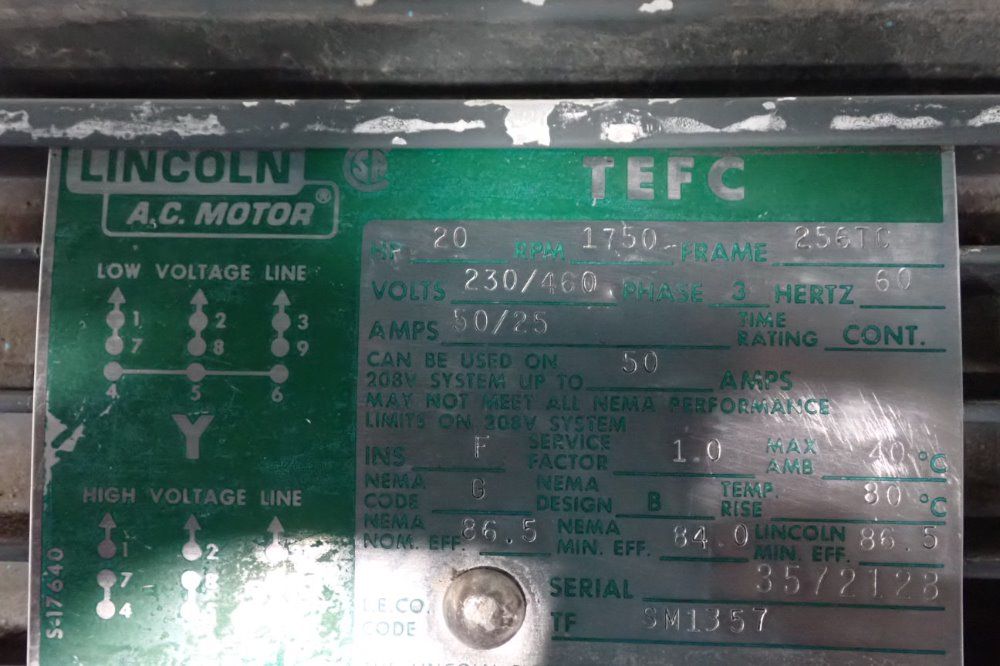 LINCOLN
A.C. MOTOR®
TEFC
HP 20 RPM 1750 FRAME 256TC
VOLTS 230/460 PHASE 3 HERTZ 60
AMPS 50/25 TIME RATING CONT.
CAN BE USED ON
208V SYSTEM UP TO 50 AMPS
MAY NOT MEET ALL NEMA PERFORMANCE
LIMITS ON 208V SYSTEM
INS F SERVICE FACTOR 1.0 MAX AMB 40 °C
NEMA CODE G NEMA DESIGN B TEMP. RISE 80 °C
NEMA NOM. EFF. 86.5 NEMA MIN. EFF. 84.0 LINCOLN MIN. EFF. 86.5
SERIAL 3572128
L.E.CO. CODE TF SM1357
LOW VOLTAGE LINE
1 2 3
7 8 9
4 5 6
Y
HIGH VOLTAGE LINE
1 2
7 8
4
S-17640